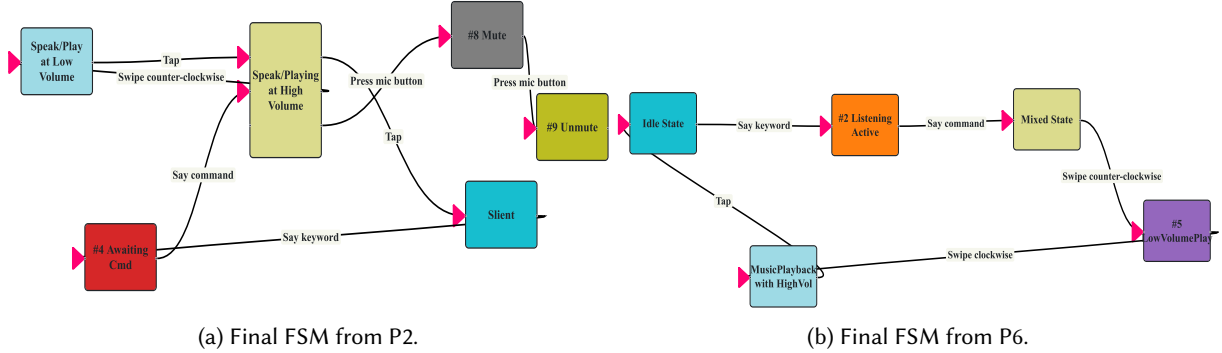 Speak/Play
at Low
Volume
Tap
Swipe counter-clockwise
Speak/Playing
at High
Volume
#8 Mute
Press mic button
Press mic button
#9 Unmute
Tap
Say command
Slient
Say keyword
#4 Awaiting
Cmd
(a) Final FSM from P2.
Idle State
Say keyword
#2 Listening
Active
Say command
Mixed State
Swipe counter-clockwise
Tap
#5
LowVolumePlay
Swipe clockwise
MusicPlayback
with HighVol
(b) Final FSM from P6.